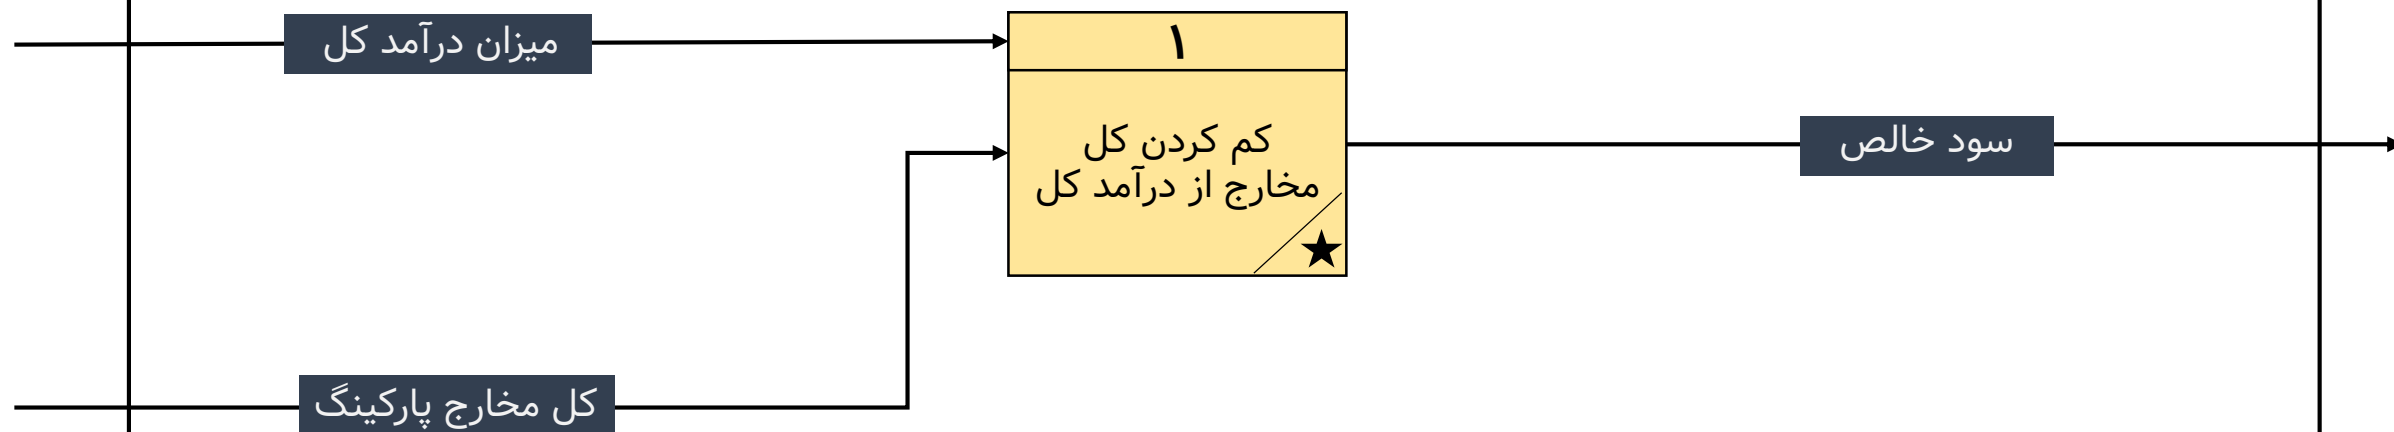 میزان درآمد کل
۱
کم کردن کل
مخارج از درآمد کل
سود خالص
کل مخارج پارکینگ